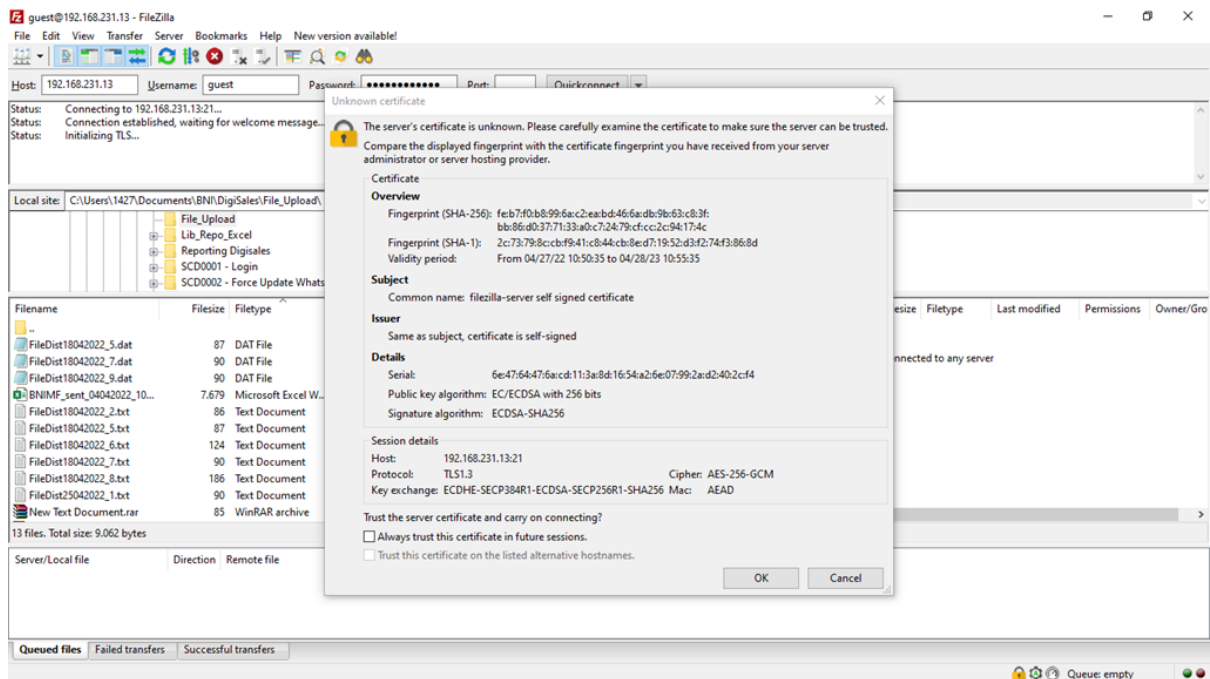 guest@192.168.231.13 - FileZilla
File Edit View Transfer Server Bookmarks Help New version available!
Host: 192.168.231.13 Username: guest Password: ●●●●●●●●●●●● Port: Quickconnect
Status: Connecting to 192.168.231.13:21...
Status: Connection established, waiting for welcome message...
Status: Initializing TLS...
Local site: C:\Users\1427\Documents\BNI\DigiSales\File_Upload\
File_Upload
Lib_Repo_Excel
Reporting Digisales
SCD0001 - Login
SCD0002 - Force Update Whats
Filename Filesize Filetype
..
FileDist18042022_5.dat 87 DAT File
FileDist18042022_7.dat 90 DAT File
FileDist18042022_9.dat 90 DAT File
BNIMF_sent_04042022_10... 7.679 Microsoft Excel W...
FileDist18042022_2.txt 86 Text Document
FileDist18042022_5.txt 87 Text Document
FileDist18042022_6.txt 124 Text Document
FileDist18042022_7.txt 90 Text Document
FileDist18042022_8.txt 186 Text Document
FileDist25042022_1.txt 90 Text Document
New Text Document.rar 85 WinRAR archive
13 files. Total size: 9.062 bytes
Server/Local file Direction Remote file
Queued files Failed transfers Successful transfers
Unknown certificate
The server's certificate is unknown. Please carefully examine the certificate to make sure the server can be trusted.
Compare the displayed fingerprint with the certificate fingerprint you have received from your server
administrator or server hosting provider.
Certificate
Overview
Fingerprint (SHA-256): fe:b7:f0:b8:99:6a:c2:ea:bd:46:6a:db:9b:63:c8:3f:
bb:86:d0:37:71:33:a0:c7:24:79:cf:cc:2c:94:17:4c
Fingerprint (SHA-1): 2c:73:79:8c:cb:f9:41:c8:44:cb:8e:d7:19:52:d3:f2:74:f3:86:8d
Validity period: From 04/27/22 10:50:35 to 04/28/23 10:55:35
Subject
Common name: filezilla-server self signed certificate
Issuer
Same as subject, certificate is self-signed
Details
Serial: 6e:47:64:47:6a:cd:11:3a:8d:16:54:a2:6e:07:99:2a:d2:40:2c:f4
Public key algorithm: EC/ECDSA with 256 bits
Signature algorithm: ECDSA-SHA256
Session details
Host: 192.168.231.13:21
Protocol: TLS1.3 Cipher: AES-256-GCM
Key exchange: ECDHE-SECP384R1-ECDSA-SECP256R1-SHA256 Mac: AEAD
Trust the server certificate and carry on connecting?
Always trust this certificate in future sessions.
Trust this certificate on the listed alternative hostnames.
OK Cancel
esize Filetype Last modified Permissions Owner/Gro
nnected to any server
Queue: empty